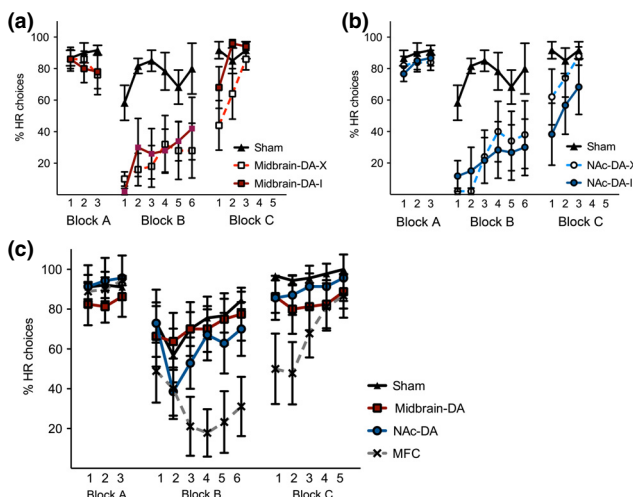 (a)
% HR choices
100
80
60
40
20
1 2 3
1 2 3 4 5 6
1 2 3 4 5
Block A
Block B
Block C
Sham
Midbrain-DA-X
Midbrain-DA-I
(b)
% HR choices
100
80
60
40
20
1 2 3
1 2 3 4 5 6
1 2 3 4 5
Block A
Block B
Block C
Sham
NAc-DA-X
NAc-DA-I
(c)
% HR choices
100
80
60
40
20
0
1 2 3
1 2 3 4 5 6
1 2 3 4 5
Block A
Block B
Block C
Sham
Midbrain-DA
NAc-DA
MFC